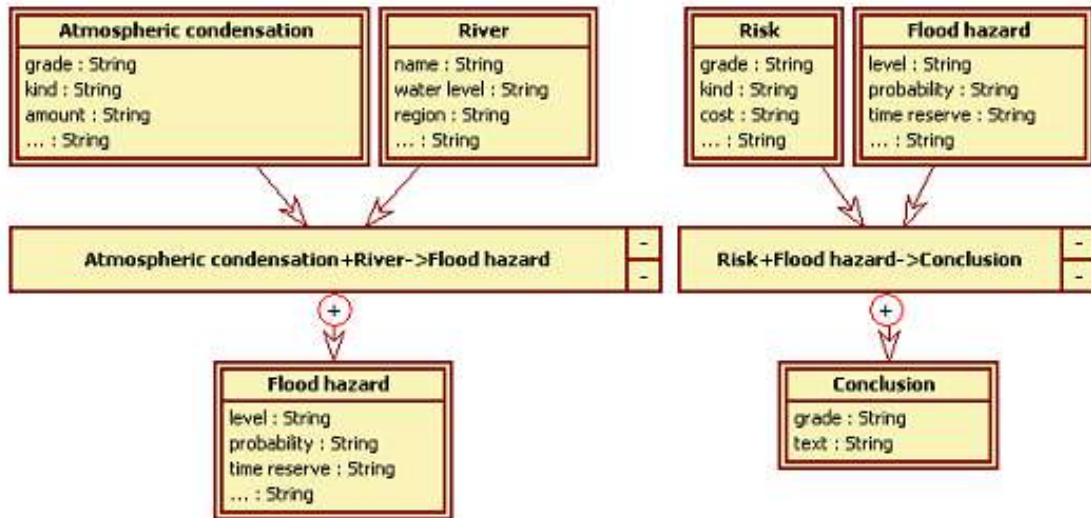 Atmospheric condensation
grade : String
kind : String
amount : String
... : String
River
name : String
water level : String
region : String
... : String
Risk
grade : String
kind : String
cost : String
... : String
Flood hazard
level : String
probability : String
time reserve : String
... : String
Atmospheric condensation+River->Flood hazard
-
-
Risk+Flood hazard->Conclusion
-
-
+
+
Flood hazard
level : String
probability : String
time reserve : String
... : String
Conclusion
grade : String
text : String